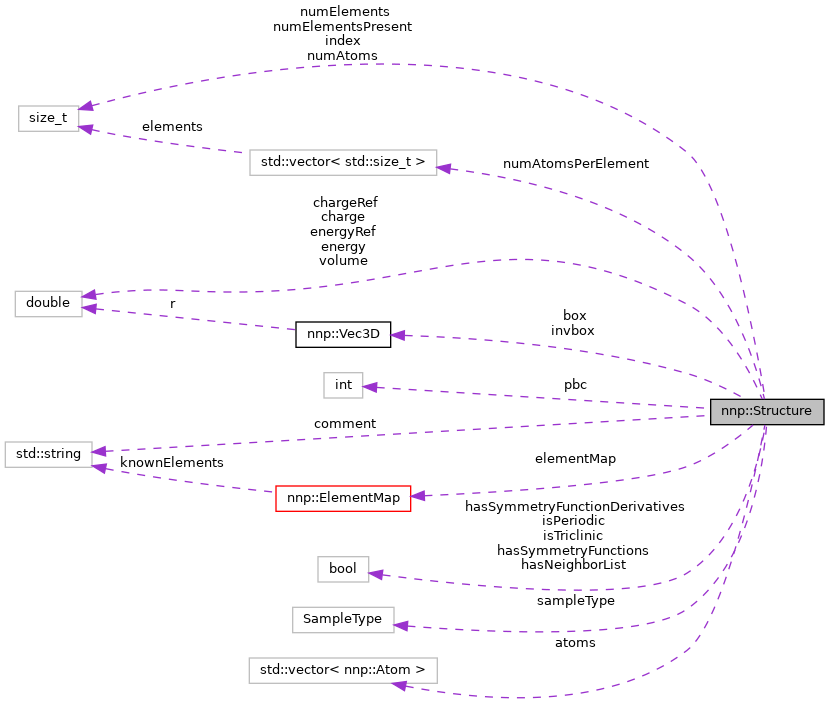 numElements
numElementsPresent
index
numAtoms
size_t
elements
std::vector< std::size_t >
numAtomsPerElement
chargeRef
charge
energyRef
energy
volume
double
r
nnp::Vec3D
box
invbox
int
pbc
nnp::Structure
comment
std::string
knownElements
nnp::ElementMap
elementMap
hasSymmetryFunctionDerivatives
isPeriodic
isTriclinic
hasSymmetryFunctions
hasNeighborList
bool
sampleType
SampleType
atoms
std::vector< nnp::Atom >